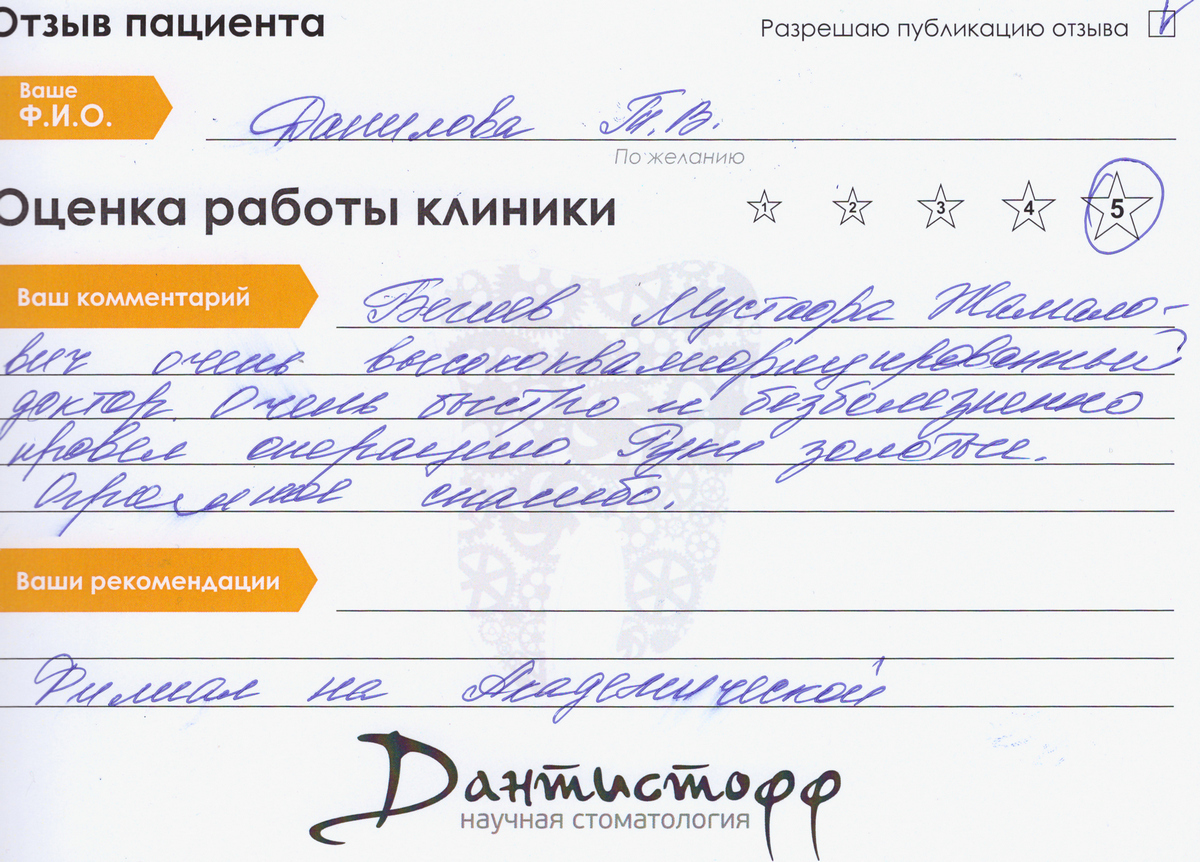 Отзыв пациента
Разрешаю публикацию отзыва
Ваше
Ф.И.О.
Данилова Т.В.
По желанию
Оценка работы клиники
1 2 3 4 5
Ваш комментарий
Мустафа Жамало-
вич очень высококвалифицированный
доктор. Очень быстро и безболезненно
провел операцию. Руки золотые.
Огромное спасибо.
Ваши рекомендации
Филиал на Академической
Дантистофф
научная стоматология